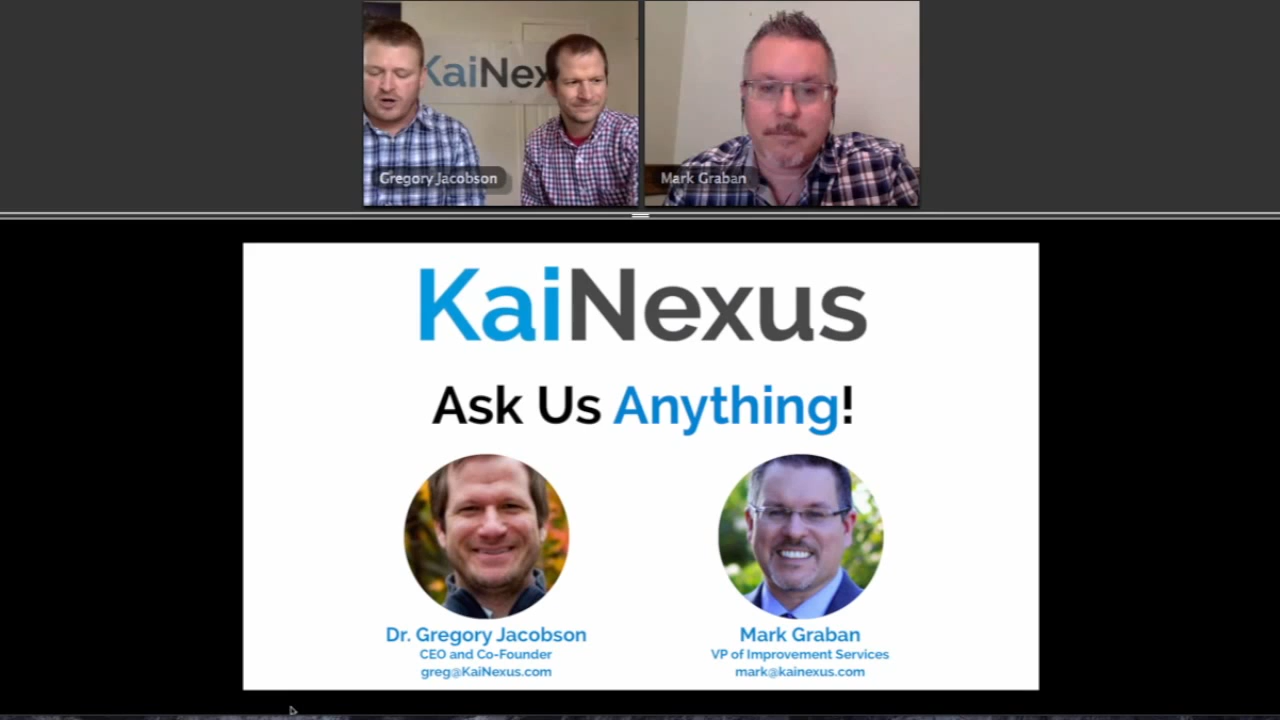 KaiNex
Gregory Jacobson
Mark Graban
KaiNexus
Ask Us Anything!
Dr. Gregory Jacobson
CEO and Co-Founder
greg@KaiNexus.com
Mark Graban
VP of Improvement Services
mark@kainexus.com